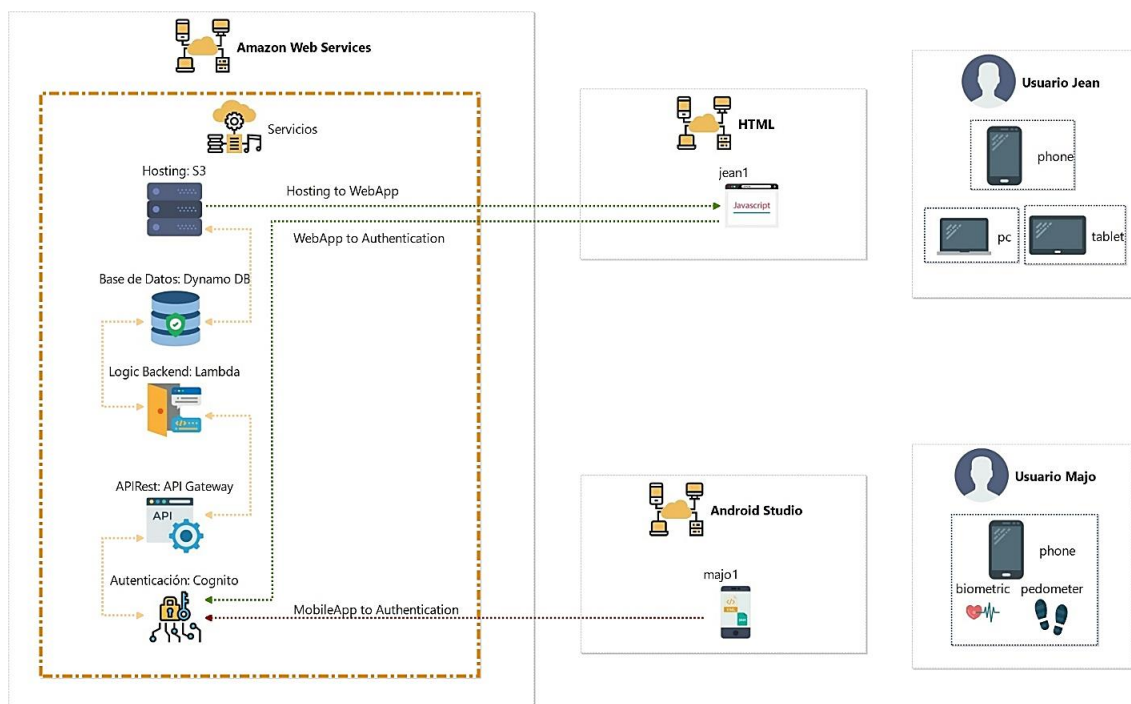 Amazon Web Services
Servicios
Hosting: S3
Hosting to WebApp
WebApp to Authentication
Base de Datos: Dynamo DB
Logic Backend: Lambda
APIRest: API Gateway
API
Autenticación: Cognito
MobileApp to Authentication
HTML
jean1
Javascript
Android Studio
majo1
Usuario Jean
phone
pc
tablet
Usuario Majo
phone
biometric
pedometer